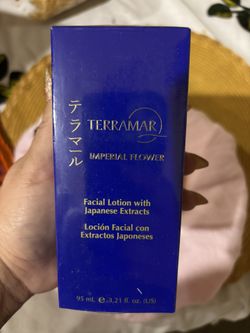 テラマール
TERRAMAR
IMPERIAL FLOWER
Facial Lotion with
Japanese Extracts
Loción Facial con
Extractos Japoneses
95 mL e 3.21 fl. oz. (US)